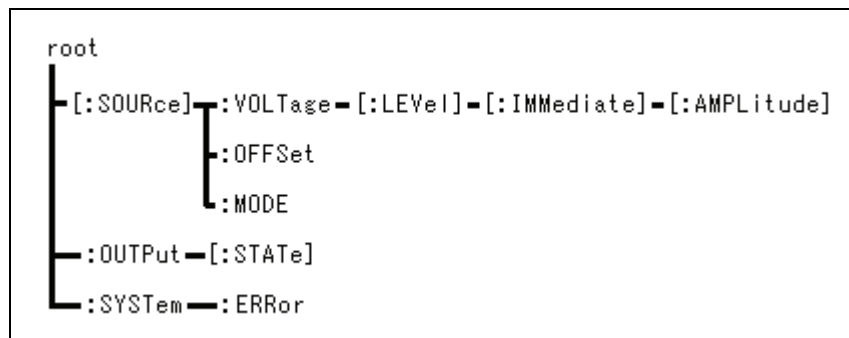 root
[:SOURce] :VOLTage [:LEVel] [:IMMediate] [:AMPLitude]
:OFFSet
:MODE
:OUTPut [:STATe]
:SYSTem :ERRor